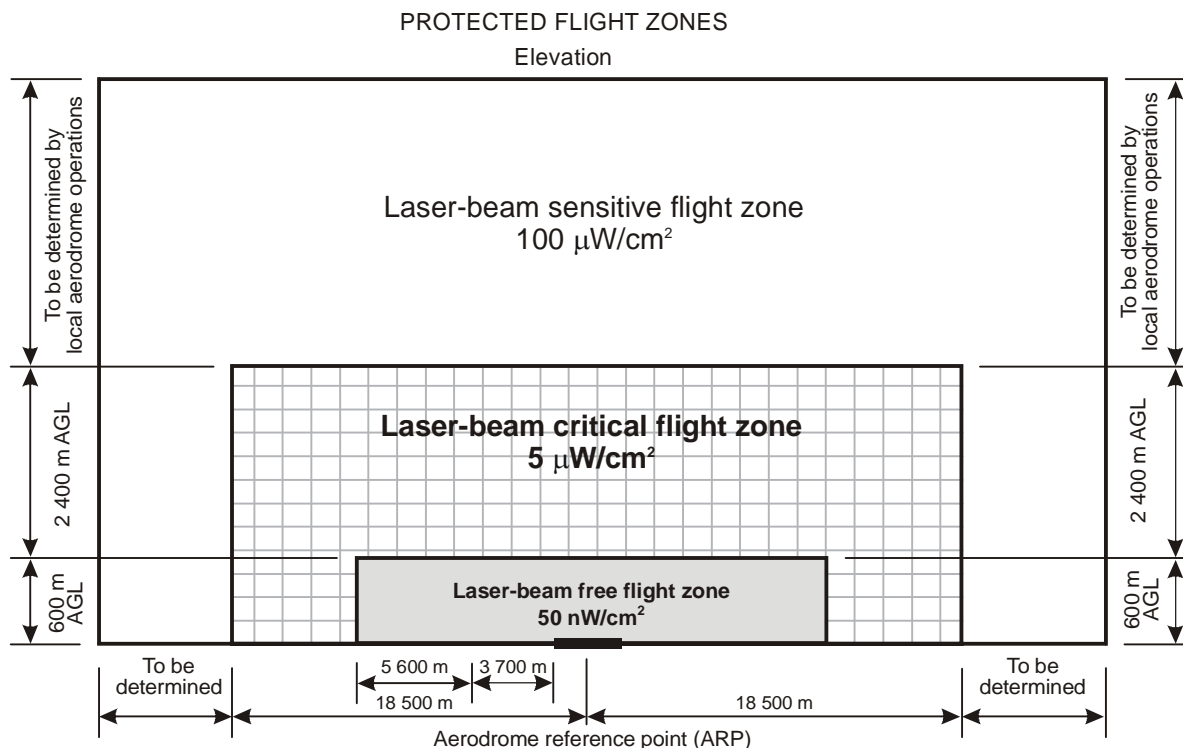 PROTECTED FLIGHT ZONES
Elevation
To be determined by
local aerodrome operations
To be determined by
local aerodrome operations
Laser-beam sensitive flight zone
100 μW/cm²
2 400 m AGL
Laser-beam critical flight zone
5 μW/cm²
2 400 m AGL
600 m
AGL
Laser-beam free flight zone
50 nW/cm²
600 m
AGL
To be
determined
5 600 m
3 700 m
To be
determined
18 500 m
18 500 m
Aerodrome reference point (ARP)